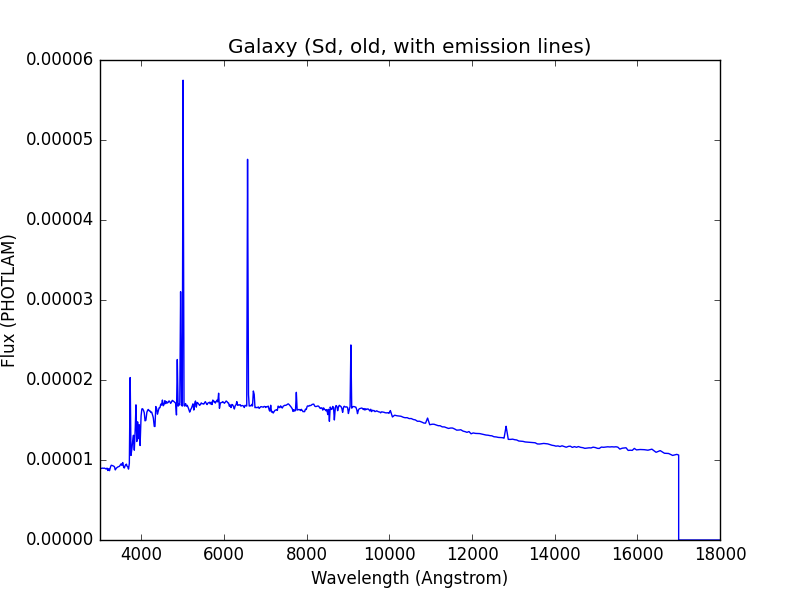 Galaxy (Sd, old, with emission lines)
0.00006
0.00005
0.00004
0.00003
0.00002
0.00001
0.00000
Flux (PHOTLAM)
4000 6000 8000 10000 12000 14000 16000 18000
Wavelength (Angstrom)